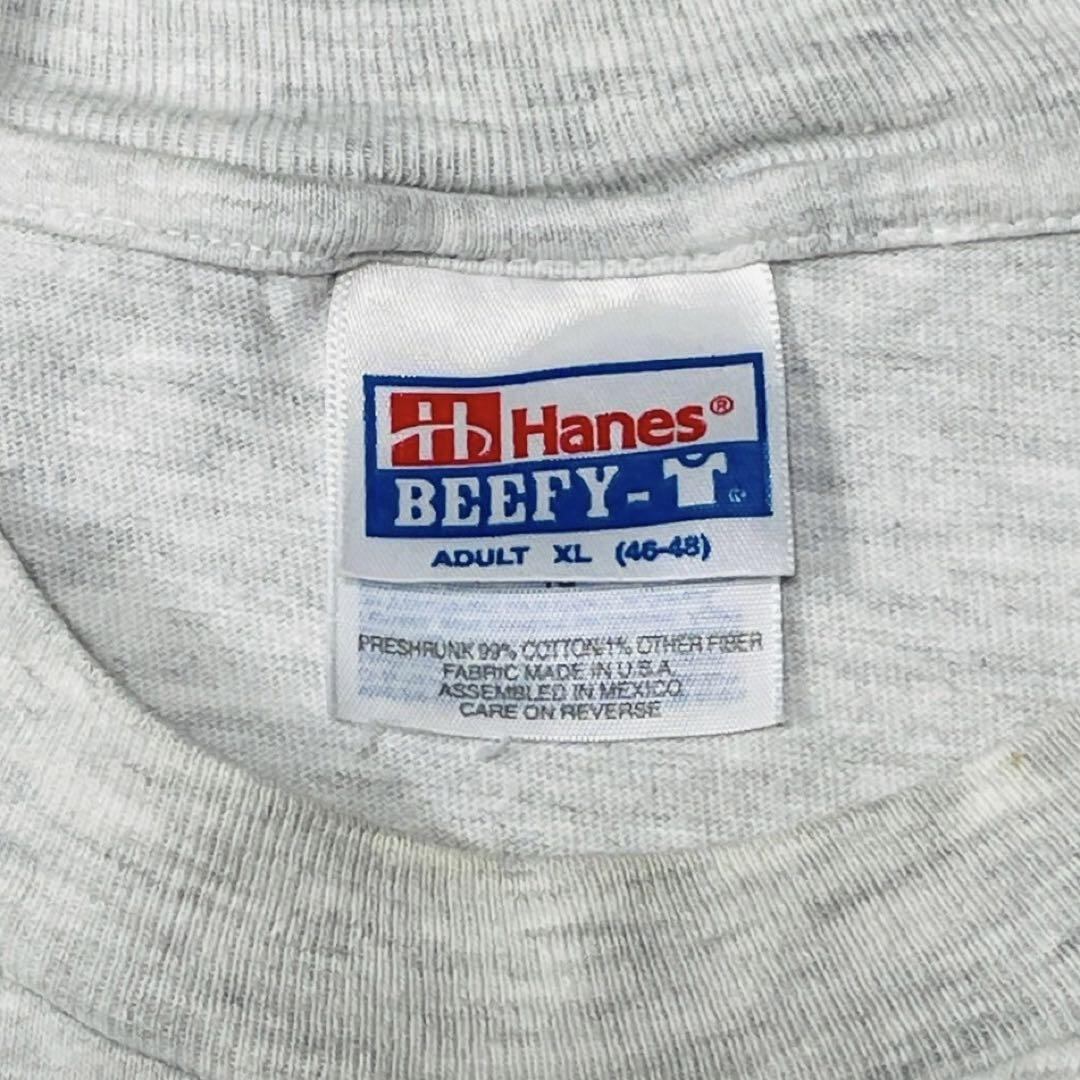 H Hanes®
BEEFY-T®
ADULT XL (46-48)
PRESHRUNK 99% COTTON 1% OTHER FIBER
FABRIC MADE IN U.S.A.
ASSEMBLED IN MEXICO
CARE ON REVERSE